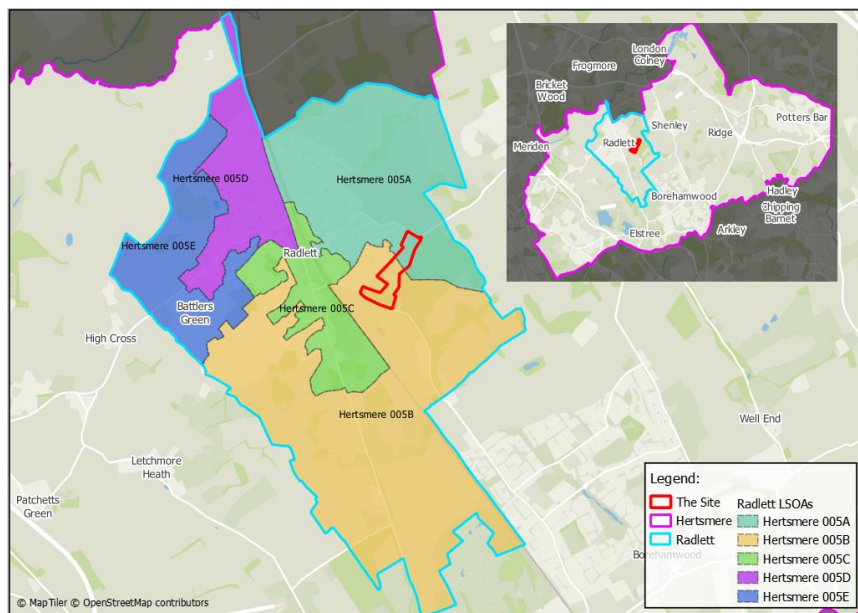 London
Colney
Frogmore
Bricket
Wood
Potters Bar
Shenley
Ridge
Radlett
Meriden
Hadley
Borehamwood
Chipping
Barnet
Elstree
Arkley
Hertsmere 005D
Hertsmere 005A
Hertsmere 005E
Radlett
Battlers
Green
Hertsmere 005C
High Cross
Hertsmere 005B
Well End
Letchmore
Heath
Patchetts
Green
Borehamwood
Legend:
The Site
Hertsmere
Radlett
Radlett LSOAs
Hertsmere 005A
Hertsmere 005B
Hertsmere 005C
Hertsmere 005D
Hertsmere 005E
© MapTiler © OpenStreetMap contributors